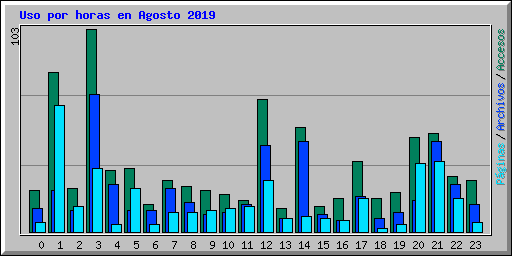 Uso por horas en Agosto 2019
103
Páginas / Archivos / Accesos
0 1 2 3 4 5 6 7 8 9 10 11 12 13 14 15 16 17 18 19 20 21 22 23